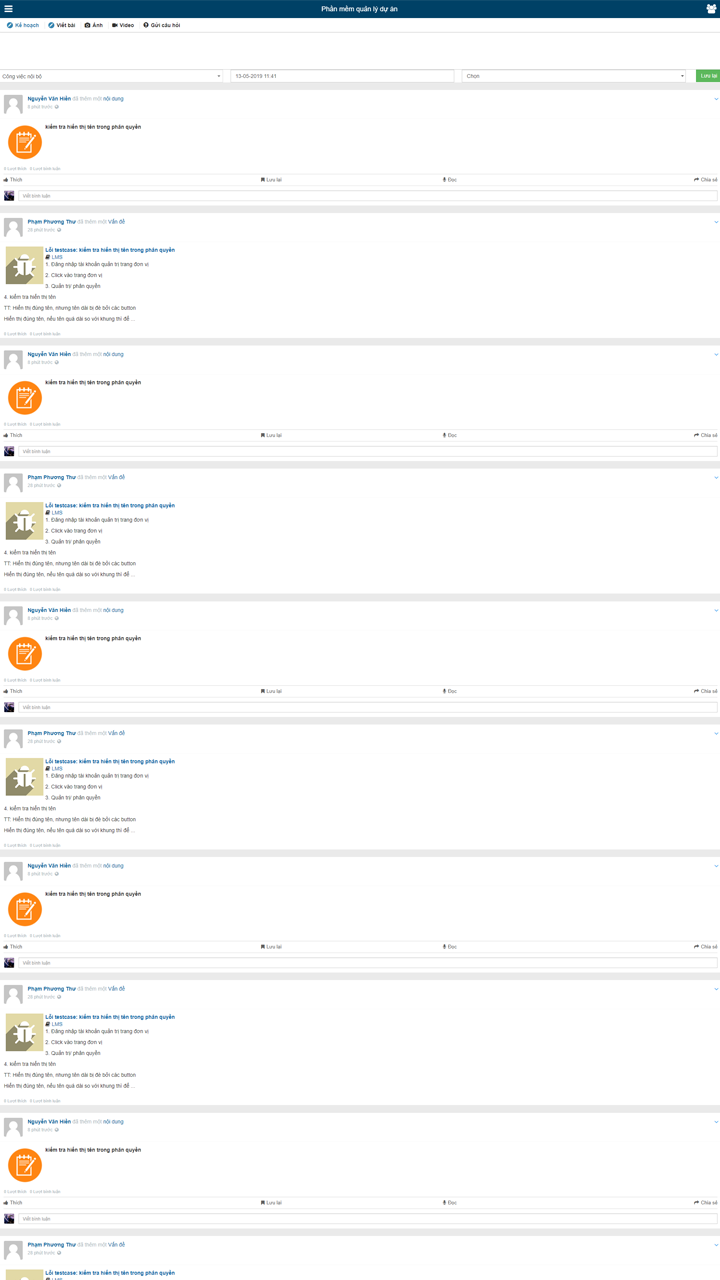 Phần mềm quản lý dự án
Kế hoạch Viết bài Ảnh Video Gửi câu hỏi
Công việc nội bộ 13-05-2019 11:41 Chọn Lưu lại
Nguyễn Văn Hiển đã thêm một nội dung
8 phút trước
kiểm tra hiển thị tên trong phân quyền
0 Lượt thích · 0 Lượt bình luận
Thích Lưu lại Đọc Chia sẻ
Viết bình luận
Phạm Phương Thư đã thêm một Vấn đề
28 phút trước
Lỗi testcase: kiểm tra hiển thị tên trong phân quyền
LMS
1. Đăng nhập tài khoản quản trị trang đơn vị
2. Click vào trang đơn vị
3. Quản trị/ phân quyền
4. kiểm tra hiển thị tên
TT: Hiển thị đúng tên, nhưng tên dài bị đè bởi các button
Hiển thị đúng tên, nếu tên quá dài so với khung thì để ...
0 Lượt thích · 0 Lượt bình luận
Nguyễn Văn Hiển đã thêm một nội dung
8 phút trước
kiểm tra hiển thị tên trong phân quyền
0 Lượt thích · 0 Lượt bình luận
Thích Lưu lại Đọc Chia sẻ
Viết bình luận
Phạm Phương Thư đã thêm một Vấn đề
28 phút trước
Lỗi testcase: kiểm tra hiển thị tên trong phân quyền
LMS
1. Đăng nhập tài khoản quản trị trang đơn vị
2. Click vào trang đơn vị
3. Quản trị/ phân quyền
4. kiểm tra hiển thị tên
TT: Hiển thị đúng tên, nhưng tên dài bị đè bởi các button
Hiển thị đúng tên, nếu tên quá dài so với khung thì để ...
0 Lượt thích · 0 Lượt bình luận
Nguyễn Văn Hiển đã thêm một nội dung
8 phút trước
kiểm tra hiển thị tên trong phân quyền
0 Lượt thích · 0 Lượt bình luận
Thích Lưu lại Đọc Chia sẻ
Viết bình luận
Phạm Phương Thư đã thêm một Vấn đề
28 phút trước
Lỗi testcase: kiểm tra hiển thị tên trong phân quyền
LMS
1. Đăng nhập tài khoản quản trị trang đơn vị
2. Click vào trang đơn vị
3. Quản trị/ phân quyền
4. kiểm tra hiển thị tên
TT: Hiển thị đúng tên, nhưng tên dài bị đè bởi các button
Hiển thị đúng tên, nếu tên quá dài so với khung thì để ...
0 Lượt thích · 0 Lượt bình luận
Nguyễn Văn Hiển đã thêm một nội dung
8 phút trước
kiểm tra hiển thị tên trong phân quyền
0 Lượt thích · 0 Lượt bình luận
Thích Lưu lại Đọc Chia sẻ
Viết bình luận
Phạm Phương Thư đã thêm một Vấn đề
28 phút trước
Lỗi testcase: kiểm tra hiển thị tên trong phân quyền
LMS
1. Đăng nhập tài khoản quản trị trang đơn vị
2. Click vào trang đơn vị
3. Quản trị/ phân quyền
4. kiểm tra hiển thị tên
TT: Hiển thị đúng tên, nhưng tên dài bị đè bởi các button
Hiển thị đúng tên, nếu tên quá dài so với khung thì để ...
0 Lượt thích · 0 Lượt bình luận
Nguyễn Văn Hiển đã thêm một nội dung
8 phút trước
kiểm tra hiển thị tên trong phân quyền
0 Lượt thích · 0 Lượt bình luận
Thích Lưu lại Đọc Chia sẻ
Viết bình luận
Phạm Phương Thư đã thêm một Vấn đề
28 phút trước
Lỗi testcase: kiểm tra hiển thị tên trong phân quyền
LMS